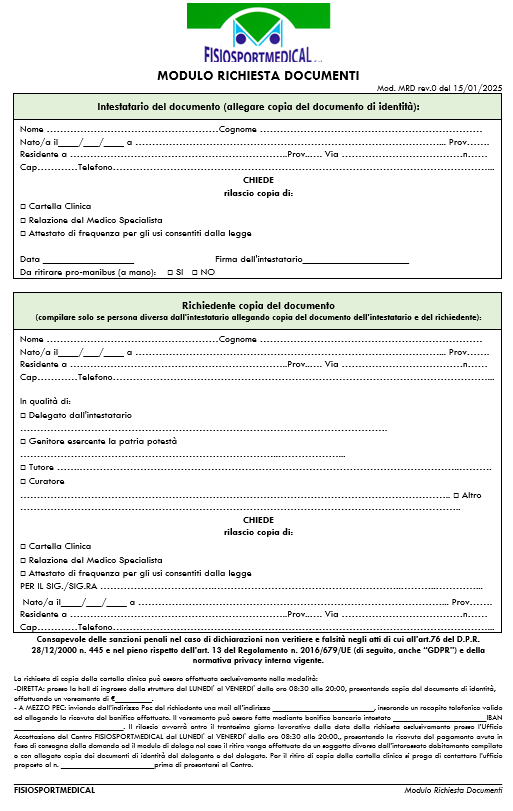 FISIOSPORTMEDICAL
MODULO RICHIESTA DOCUMENTI
Mod. MRD rev.0 del 15/01/2025
Intestatario del documento (allegare copia del documento di identità):
Nome ........................................................Cognome ........................................................
Nato/a il____/___/____ a ........................................................ Prov.......
Residente a ........................................................Prov...... Via ........................................n......
Cap............Telefono........................................................
CHIEDE
rilascio copia di:
□ Cartella Clinica
□ Relazione del Medico Specialista
□ Attestato di frequenza per gli usi consentiti dalla legge
Data ____________________ Firma dell'intestatario________________________
Da ritirare pro-manibus (a mano): □ SI □ NO
Richiedente copia del documento
(compilare solo se persona diversa dall'intestatario allegando copia del documento dell'intestatario e del richiedente):
Nome ........................................................Cognome ........................................................
Nato/a il____/___/____ a ........................................................ Prov.......
Residente a ........................................................Prov...... Via ........................................n......
Cap............Telefono........................................................
In qualità di:
□ Delegato dall'intestatario
........................................................
□ Genitore esercente la patria potestà
........................................................
□ Tutore ........................................................
□ Curatore
........................................................ □ Altro
........................................................
CHIEDE
rilascio copia di:
□ Cartella Clinica
□ Relazione del Medico Specialista
□ Attestato di frequenza per gli usi consentiti dalla legge
PER IL SIG./SIG.RA ........................................................
Nato/a il____/___/____ a ........................................................ Prov.......
Residente a ........................................................Prov...... Via ........................................n......
Cap............Telefono........................................................
Consapevole delle sanzioni penali nel caso di dichiarazioni non veritiere e falsità negli atti di cui all'art.76 del D.P.R.
28/12/2000 n. 445 e nel pieno rispetto dell'art. 13 del Regolamento n. 2016/679/UE (di seguito, anche "GDPR") e della
normativa privacy interna vigente.
La richiesta di copia della cartella clinica può essere effettuata esclusivamente nella modalità:
-DIRETTA: presso la hall di ingresso della struttura dal LUNEDI' al VENERDI' dalle ore 08:30 alle 20:00, presentando copia del documento di identità,
effettuando un versamento di €_________.
- A MEZZO PEC: inviando dall'indirizzo Pec del richiedente una mail all'indirizzo ______________________, inserendo un recapito telefonico valido
ed allegando la ricevuta del bonifico effettuato. Il versamento può essere fatto mediante bonifico bancario intestato ____________________IBAN
________________________. Il rilascio avverrà entro il trentesimo giorno lavorativo dalla data della richiesta esclusivamente presso l'Ufficio
Accettazione del Centro FISIOSPORTMEDICAL dal LUNEDI' al VENERDI' dalle ore 08:30 alle 20:00., presentando la ricevuta del pagamento avuta in
fase di consegna della domanda ed il modulo di delega nel caso il ritiro venga effettuato da un soggetto diverso dall'interessato debitamente compilato
e con allegata copia dei documenti di identità del delegante e del delegato. Per il ritiro di copia della cartella clinica si prega di contattare l'ufficio
preposto al n. ____________________prima di presentarsi al Centro.
FISIOSPORTMEDICAL Modulo Richiesta Documenti